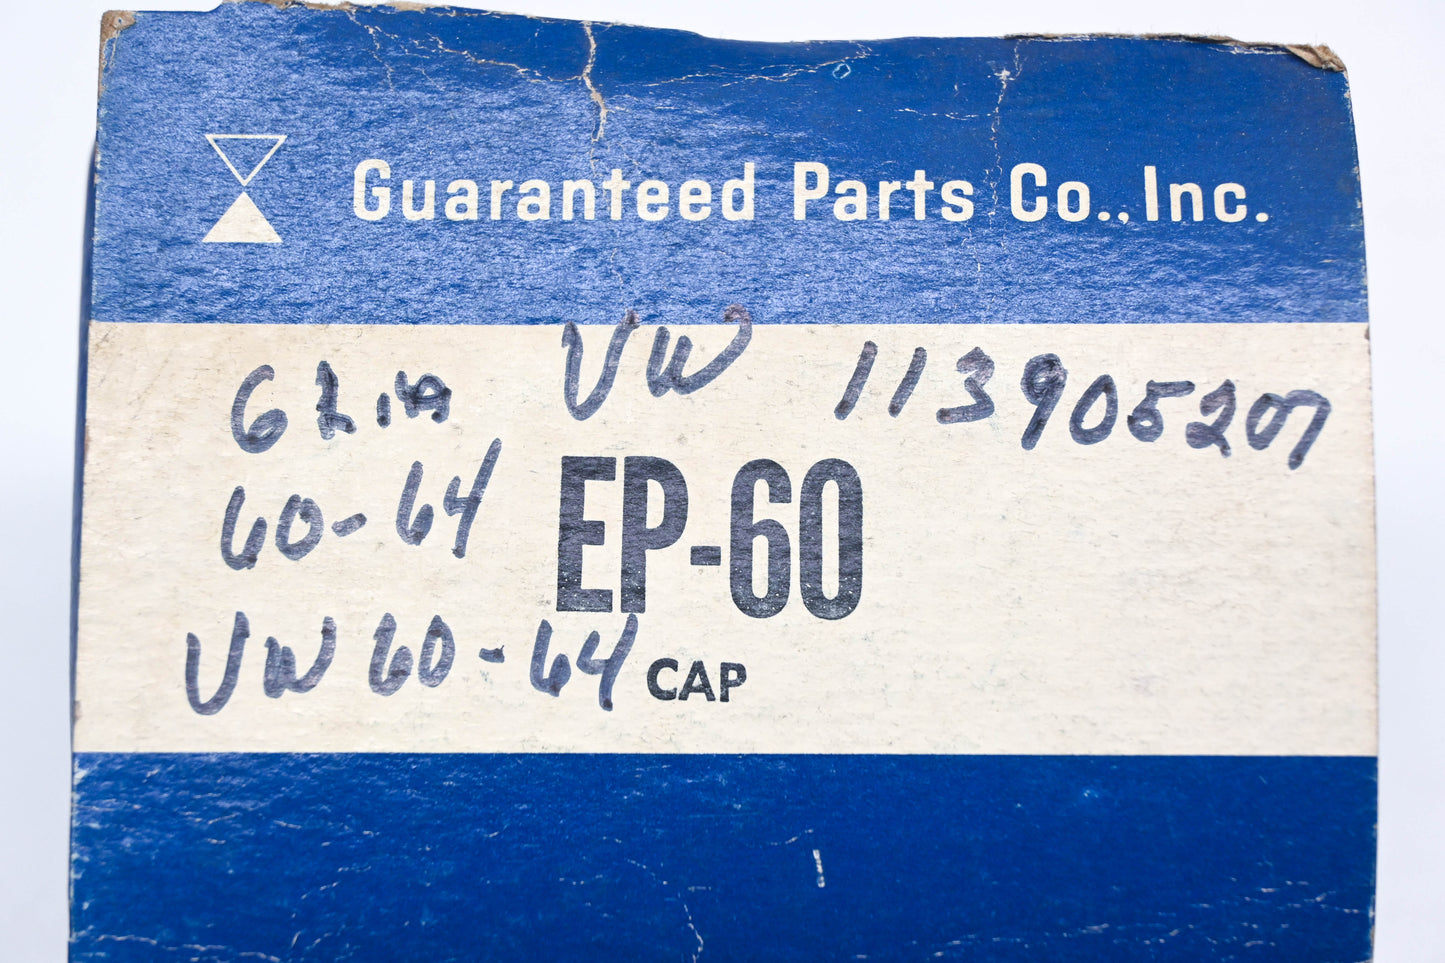 Guaranteed Parts Co., Inc.
VW 113905207
60-64
EP-60
VW 60-64 CAP